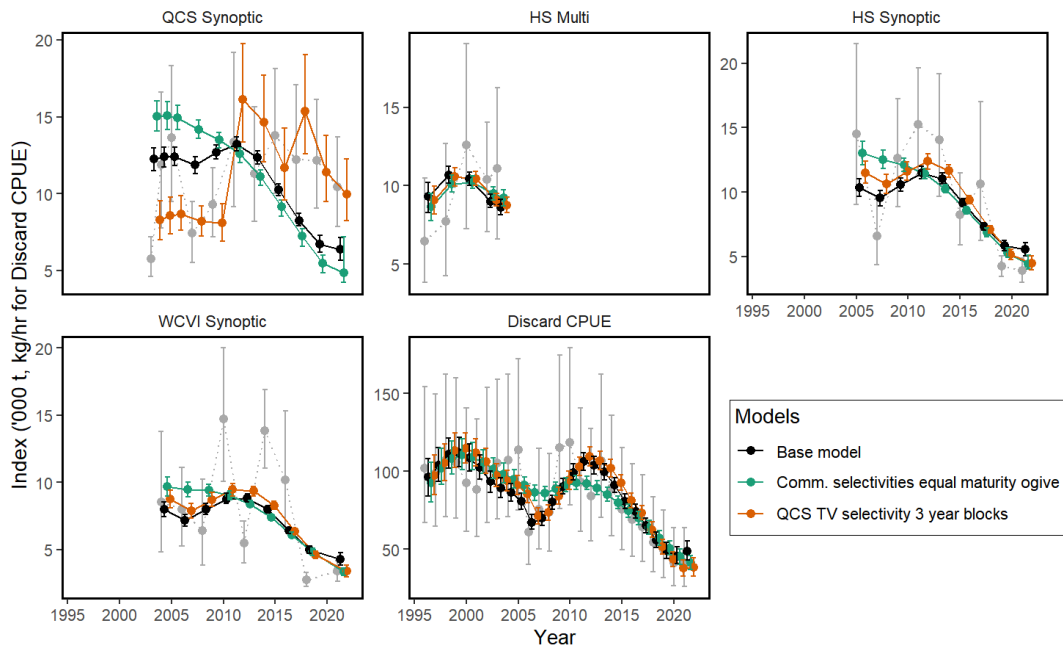 QCS Synoptic
HS Multi
HS Synoptic
20
15
10
5
15
10
5
20
15
10
5
1995 2000 2005 2010 2015 2020
WCVI Synoptic
Discard CPUE
20
15
10
5
150
100
50
1995 2000 2005 2010 2015 2020
1995 2000 2005 2010 2015 2020
Index ('000 t, kg/hr for Discard CPUE)
Year
Models
Base model
Comm. selectivities equal maturity ogive
QCS TV selectivity 3 year blocks